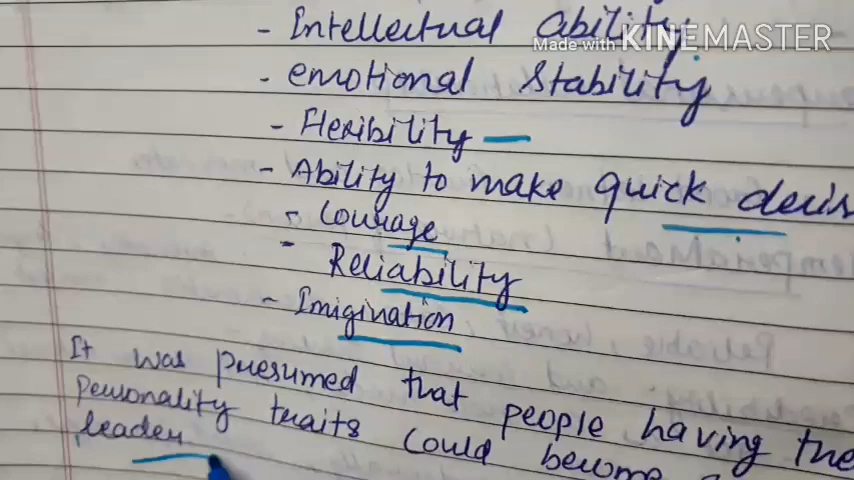 - Intellectual ability
Made with KINEMASTER
- emotional stability
- Flexibility
- Ability to make quick decis
- Courage
- Reliability
- Imigination
It was presumed that people having the
personality traits could become a
leader